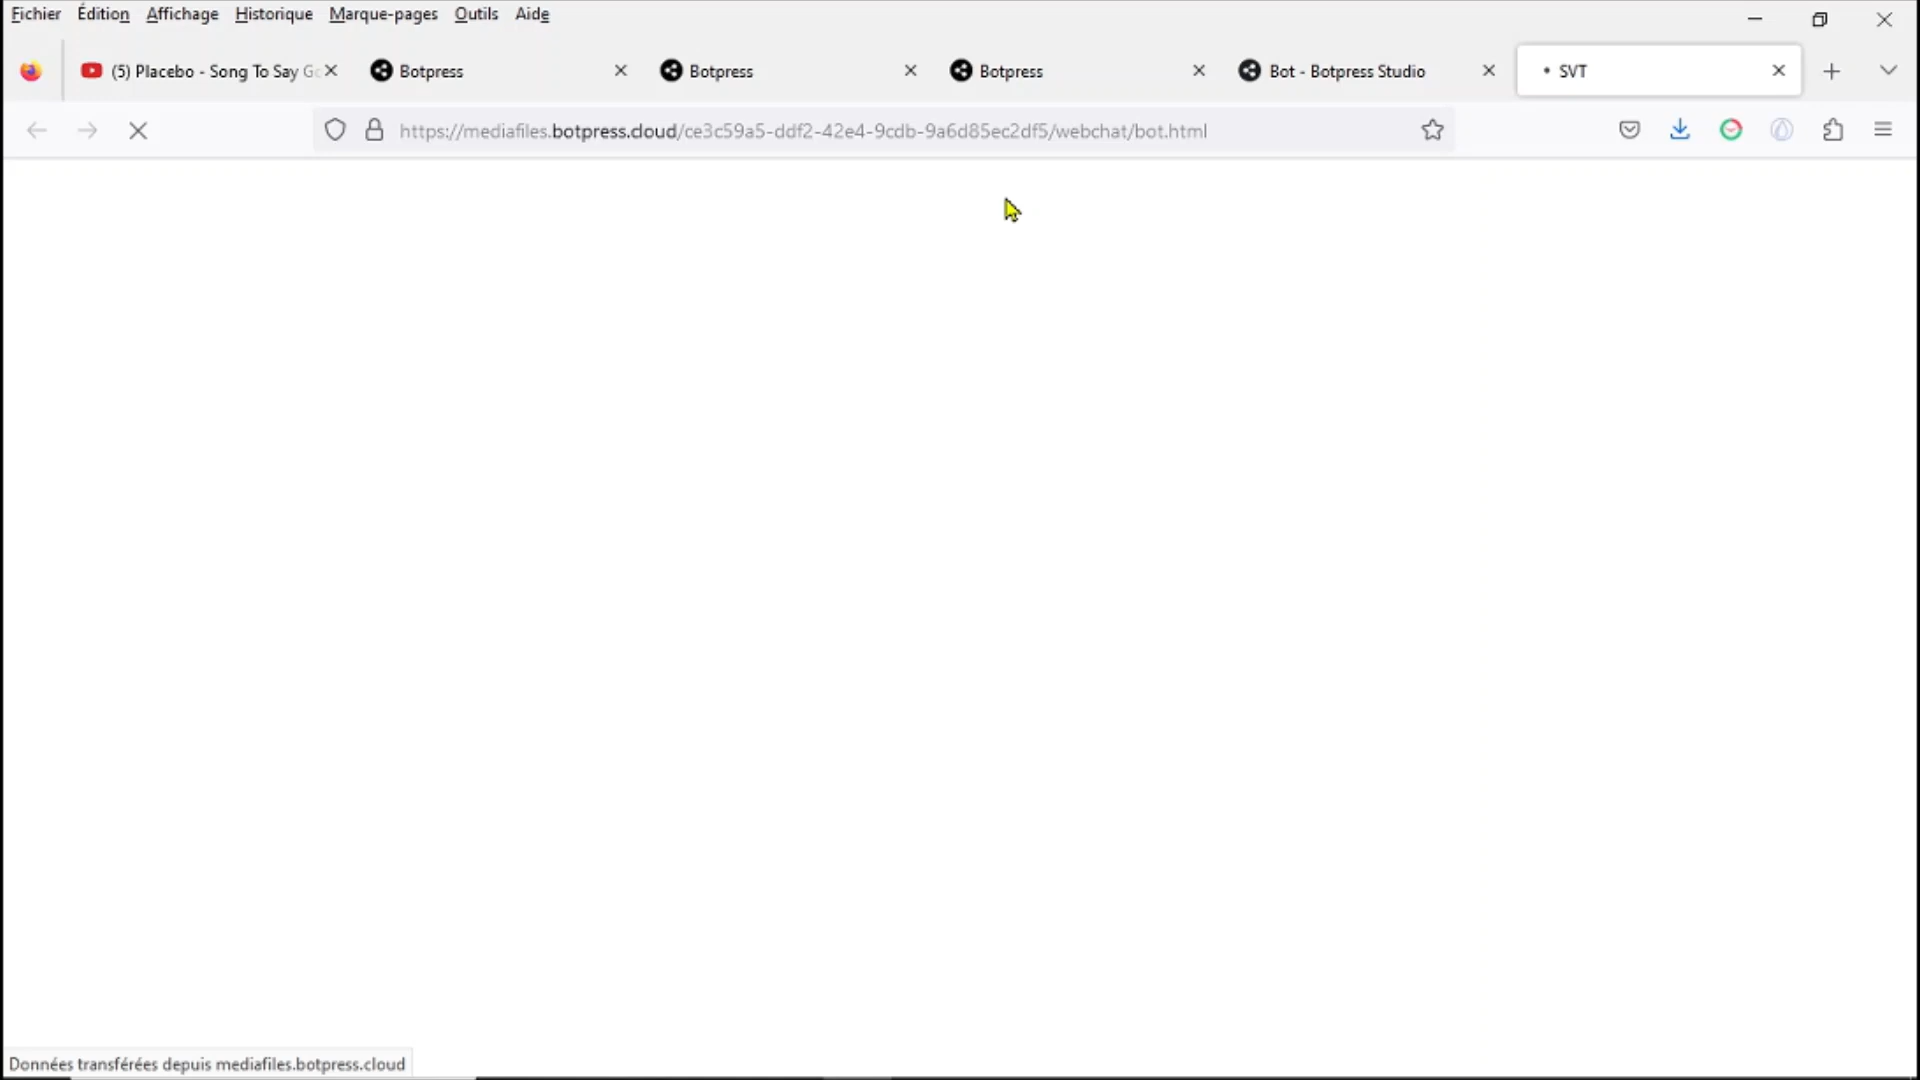 Fichier Édition Affichage Historique Marque-pages Outils Aide
(5) Placebo - Song To Say Go Botpress Botpress Botpress Bot - Botpress Studio SVT
https://mediafiles.botpress.cloud/ce3c59a5-ddf2-42e4-9cdb-9a6d85ec2df5/webchat/bot.html
Données transférées depuis mediafiles.botpress.cloud